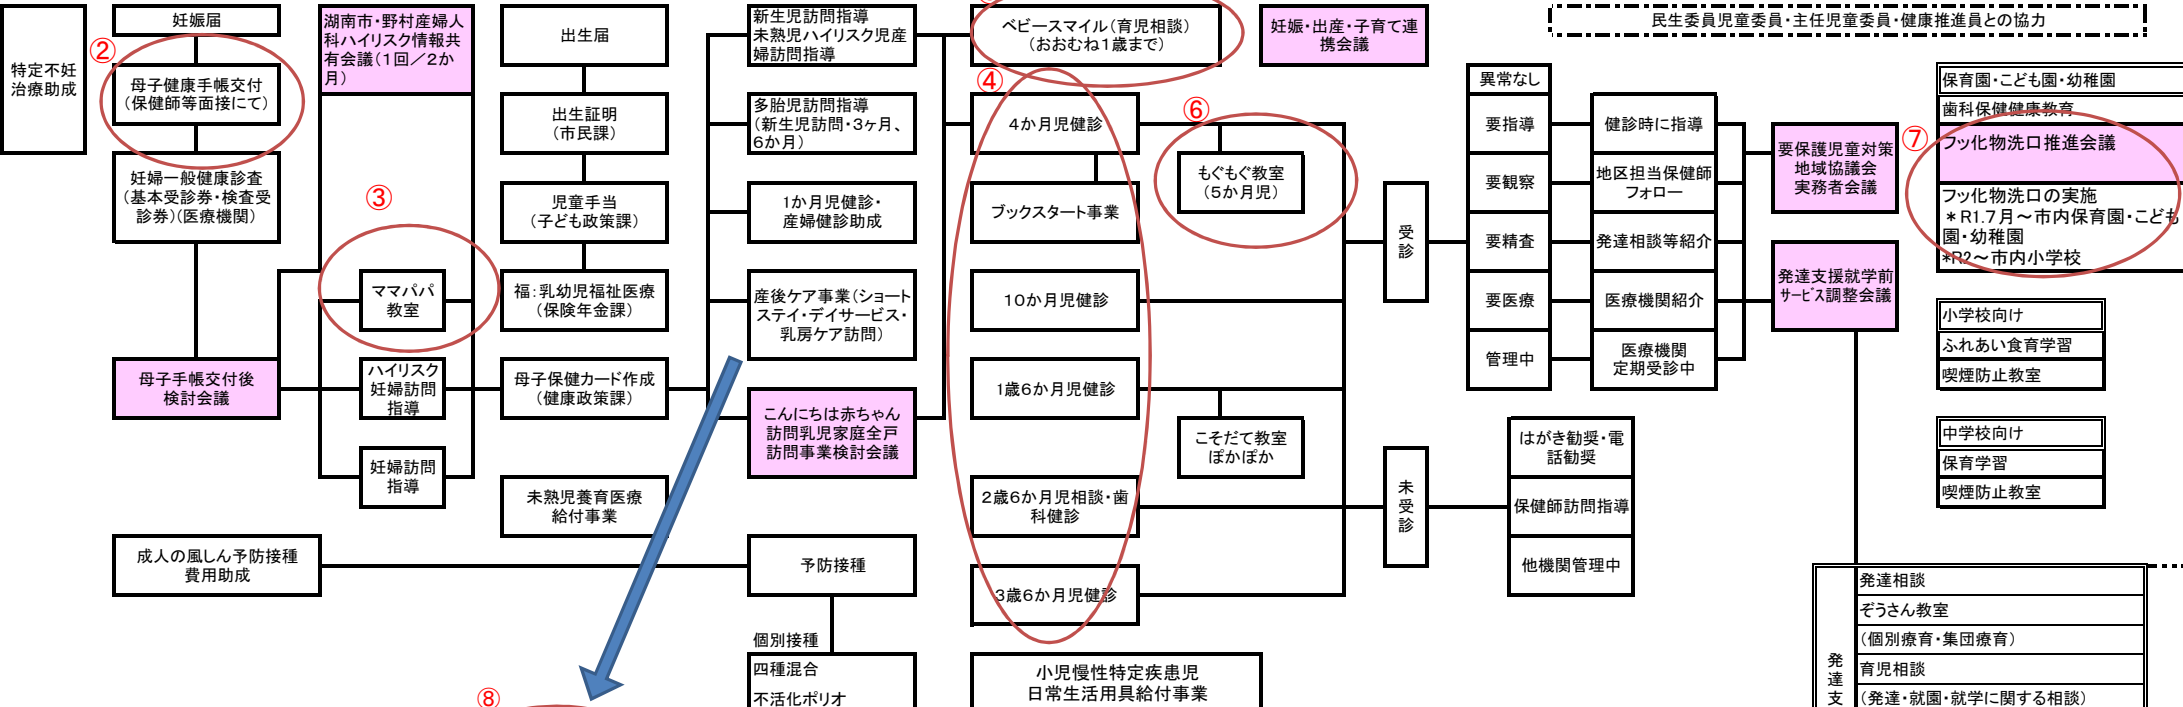 特定不妊
治療助成
妊娠届
②
母子健康手帳交付
(保健師等面接にて)
妊婦一般健康診査
(基本受診券・検査受
診券)(医療機関)
母子手帳交付後
検討会議
成人の風しん予防接種
費用助成
湖南市・野村産婦人
科ハイリスク情報共
有会議(1回／2か
月)
③
ママパパ
教室
ハイリスク
妊婦訪問
指導
妊婦訪問
指導
出生届
出生証明
(市民課)
児童手当
(子ども政策課)
福:乳幼児福祉医療
(保険年金課)
母子保健カード作成
(健康政策課)
未熟児養育医療
給付事業
⑧
新生児訪問指導
未熟児ハイリスク児産
婦訪問指導
多胎児訪問指導
(新生児訪問・3ヶ月、
6か月)
1か月児健診・
産婦健診助成
産後ケア事業(ショート
ステイ・デイサービス・
乳房ケア訪問)
こんにちは赤ちゃん
訪問乳児家庭全戸
訪問事業検討会議
予防接種
個別接種
四種混合
不活化ポリオ
ベビースマイル(育児相談)
(おおむね1歳まで)
④
4か月児健診
ブックスタート事業
10か月児健診
1歳6か月児健診
2歳6か月児相談・歯
科健診
3歳6か月児健診
小児慢性特定疾患児
日常生活用具給付事業
⑥
もぐもぐ教室
(5か月児)
こそだて教室
ぽかぽか
妊娠・出産・子育て連
携会議
受
診
未
受
診
異常なし
要指導
要観察
要精査
要医療
管理中
健診時に指導
地区担当保健師
フォロー
発達相談等紹介
医療機関紹介
医療機関
定期受診中
はがき勧奨・電
話勧奨
保健師訪問指導
他機関管理中
民生委員児童委員・主任児童委員・健康推進員との協力
要保護児童対策
地域協議会
実務者会議
発達支援就学前
サービス調整会議
⑦
保育園・こども園・幼稚園
歯科保健健康教育
フッ化物洗口推進会議
フッ化物洗口の実施
＊R1.7月～市内保育園・こども
園・幼稚園
*R2～市内小学校
小学校向け
ふれあい食育学習
喫煙防止教室
中学校向け
保育学習
喫煙防止教室
発
達
支
発達相談
ぞうさん教室
(個別療育・集団療育)
育児相談
(発達・就園・就学に関する相談)